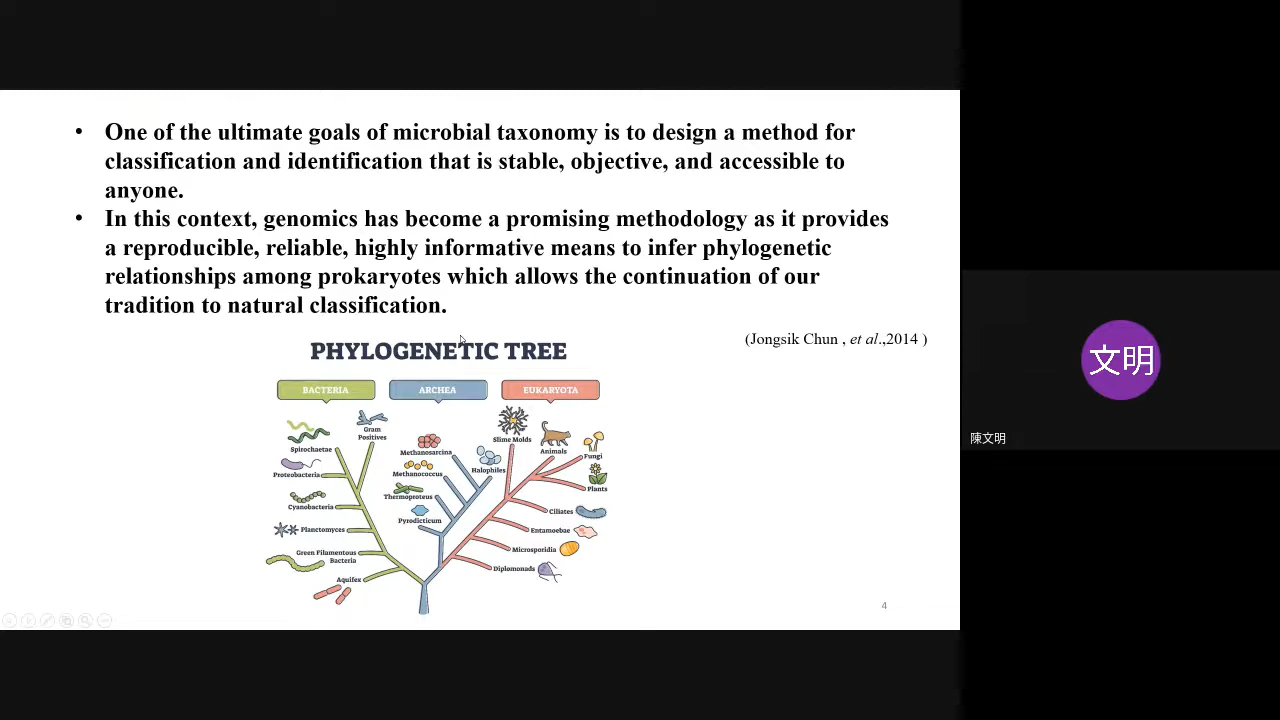 • One of the ultimate goals of microbial taxonomy is to design a method for
classification and identification that is stable, objective, and accessible to
anyone.
• In this context, genomics has become a promising methodology as it provides
a reproducible, reliable, highly informative means to infer phylogenetic
relationships among prokaryotes which allows the continuation of our
tradition to natural classification.
(Jongsik Chun , et al.,2014 )
PHYLOGENETIC TREE
BACTERIA
ARCHEA
EUKARYOTA
Gram
Positives
Spirochaetae
Proteobacteria
Cyanobacteria
Planctomyces
Green Filamentous
Bacteria
Aquifex
Methanosarcina
Methanococcus
Halophiles
Thermoproteus
Pyrodicticum
Slime Molds
Animals
Fungi
Plants
Ciliates
Entamoebae
Microsporidia
Diplomonads
4
文明
陳文明